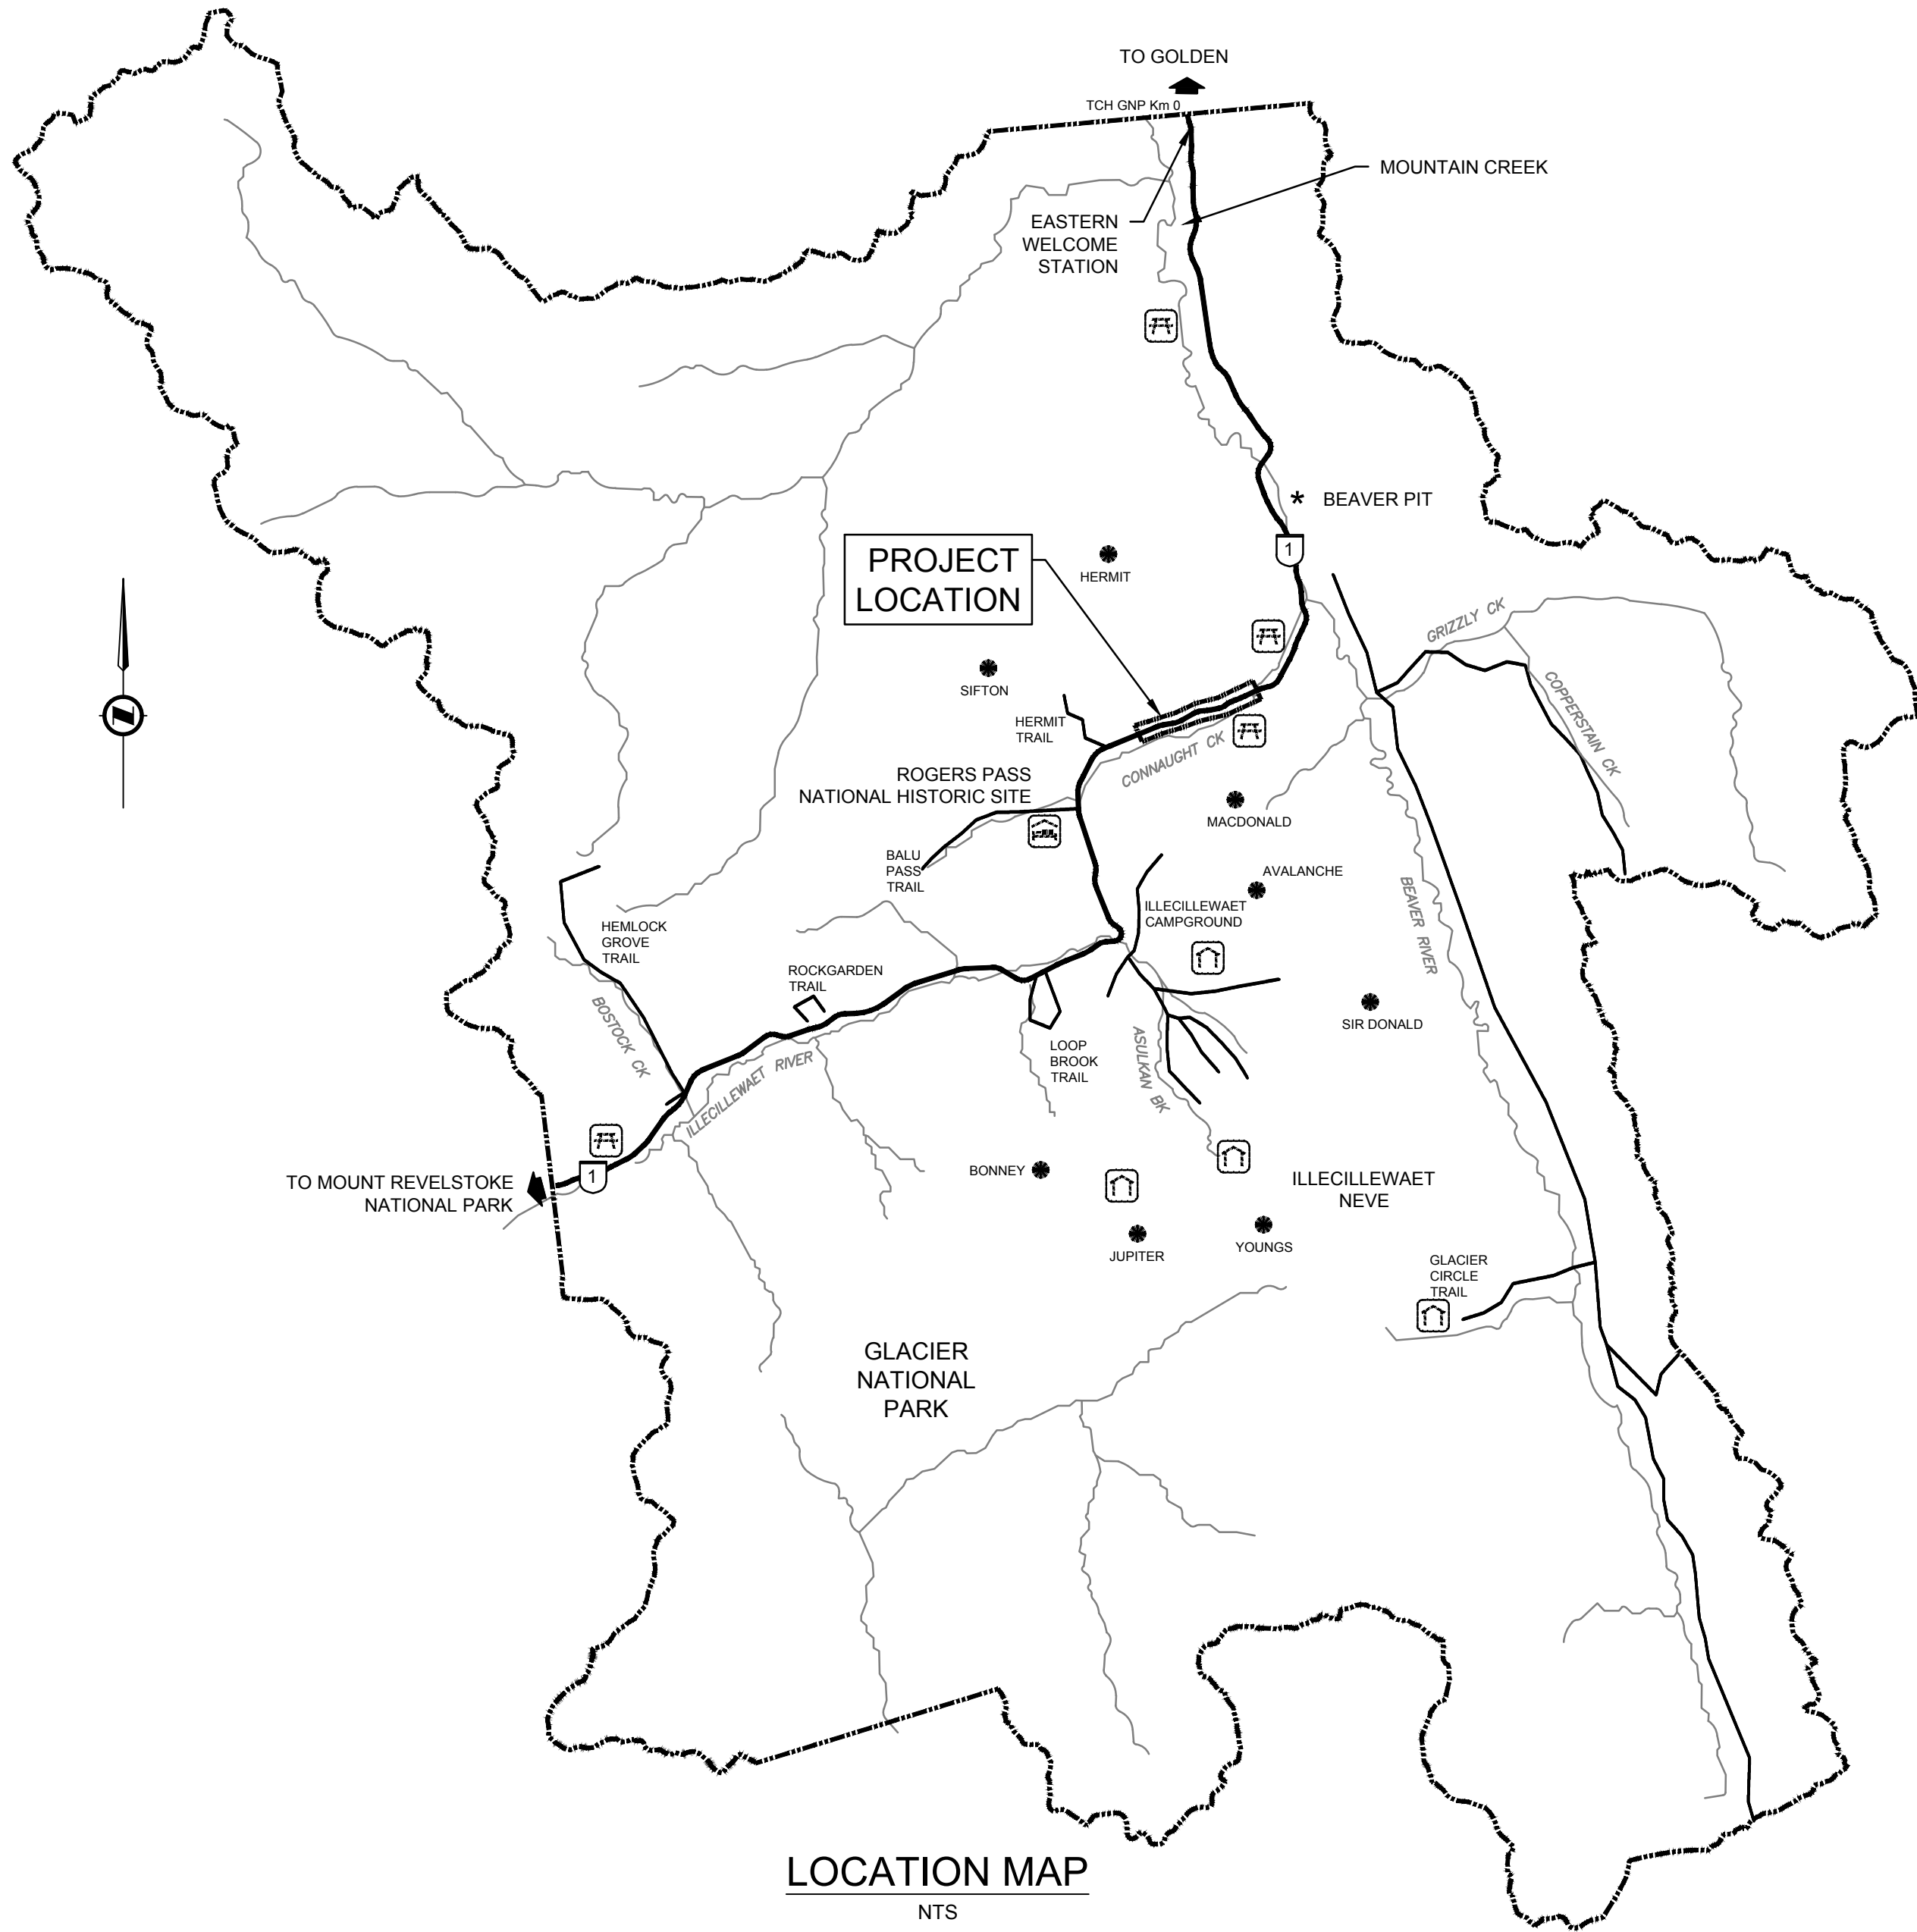 TO GOLDEN
TCH GNP Km 0
MOUNTAIN CREEK
EASTERN
WELCOME
STATION
BEAVER PIT
1
PROJECT
LOCATION
HERMIT
GRIZZLY CK
SIFTON
COPPERSTAIN CK
HERMIT
TRAIL
CONNAUGHT CK
ROGERS PASS
NATIONAL HISTORIC SITE
MACDONALD
BALU
PASS
TRAIL
AVALANCHE
ILLECILLEWAET
CAMPGROUND
BEAVER RIVER
HEMLOCK
GROVE
TRAIL
ROCKGARDEN
TRAIL
BOSTOCK CK
SIR DONALD
LOOP
BROOK
TRAIL
ASULKAN BK
ILLECILLEWAET RIVER
1
TO MOUNT REVELSTOKE
NATIONAL PARK
BONNEY
ILLECILLEWAET
NEVE
JUPITER
YOUNGS
GLACIER
CIRCLE
TRAIL
GLACIER
NATIONAL
PARK
LOCATION MAP
NTS